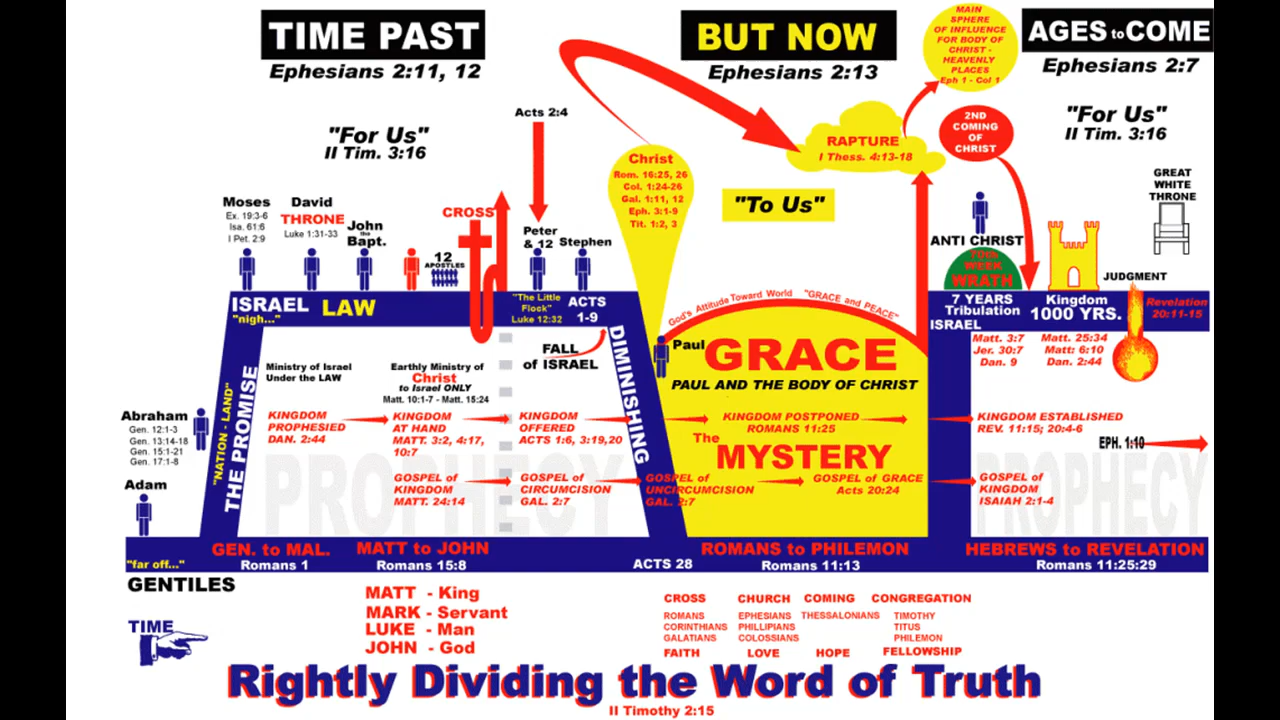 TIME PAST
Ephesians 2:11, 12
"For Us"
II Tim. 3:16
BUT NOW
Ephesians 2:13
MAIN
SPHERE
OF INFLUENCE
FOR BODY OF
CHRIST -
HEAVENLY
PLACES
Eph 1 - Col 1
AGES to COME
Ephesians 2:7
"For Us"
II Tim. 3:16
Acts 2:4
RAPTURE
I Thess. 4:13-18
2ND
COMING
OF
CHRIST
Christ
Rom. 16:25, 26
Col. 1:24-26
Gal. 1:11, 12
Eph. 3:1-9
Tit. 1:2, 3
"To Us"
GREAT
WHITE
THRONE
Moses
Ex. 19:3-6
Isa. 61:6
I Pet. 2:9
David
THRONE
Luke 1:31-33
John
the
Bapt.
12
APOSTLES
CROSS
Peter
& 12
Stephen
ANTI CHRIST
70th
WEEK
WRATH
JUDGMENT
ISRAEL
"nigh..."
LAW
"The Little
Flock"
Luke 12:32
ACTS
1-9
God's Attitude Toward World "GRACE and PEACE"
7 YEARS
Tribulation
ISRAEL
Kingdom
1000 YRS.
Revelation
20:11-15
Matt. 3:7
Jer. 30:7
Dan. 9
Matt. 25:34
Matt: 6:10
Dan. 2:44
FALL
of ISRAEL
DIMINISHING
Paul
GRACE
PAUL AND THE BODY OF CHRIST
Ministry of Israel
Under the LAW
Earthly Ministry of
Christ
to Israel ONLY
Matt. 10:1-7 - Matt. 15:24
"NATION - LAND"
THE PROMISE
Abraham
Gen. 12:1-3
Gen. 13:14-18
Gen. 15:1-21
Gen. 17:1-8
KINGDOM
PROPHESIED
DAN. 2:44
KINGDOM
AT HAND
MATT. 3:2, 4:17,
10:7
KINGDOM
OFFERED
ACTS 1:6, 3:19,20
KINGDOM POSTPONED
ROMANS 11:25
KINGDOM ESTABLISHED
REV. 11:15; 20:4-6
EPH. 1:10
The
MYSTERY
PROPHECY
PROPHECY
GOSPEL of
KINGDOM
MATT. 24:14
GOSPEL of
CIRCUMCISION
GAL. 2:7
GOSPEL of
UNCIRCUMCISION
GAL. 2:7
GOSPEL of GRACE
Acts 20:24
GOSPEL of
KINGDOM
ISAIAH 2:1-4
Adam
"far off..."
GEN. to MAL.
Romans 1
MATT to JOHN
Romans 15:8
ACTS 28
ROMANS to PHILEMON
Romans 11:13
HEBREWS to REVELATION
Romans 11:25:29
GENTILES
TIME
MATT - King
MARK - Servant
LUKE - Man
JOHN - God
CROSS CHURCH COMING CONGREGATION
ROMANS EPHESIANS THESSALONIANS TIMOTHY
CORINTHIANS PHILLIPIANS TITUS
GALATIANS COLOSSIANS PHILEMON
FAITH LOVE HOPE FELLOWSHIP
Rightly Dividing the Word of Truth
II Timothy 2:15